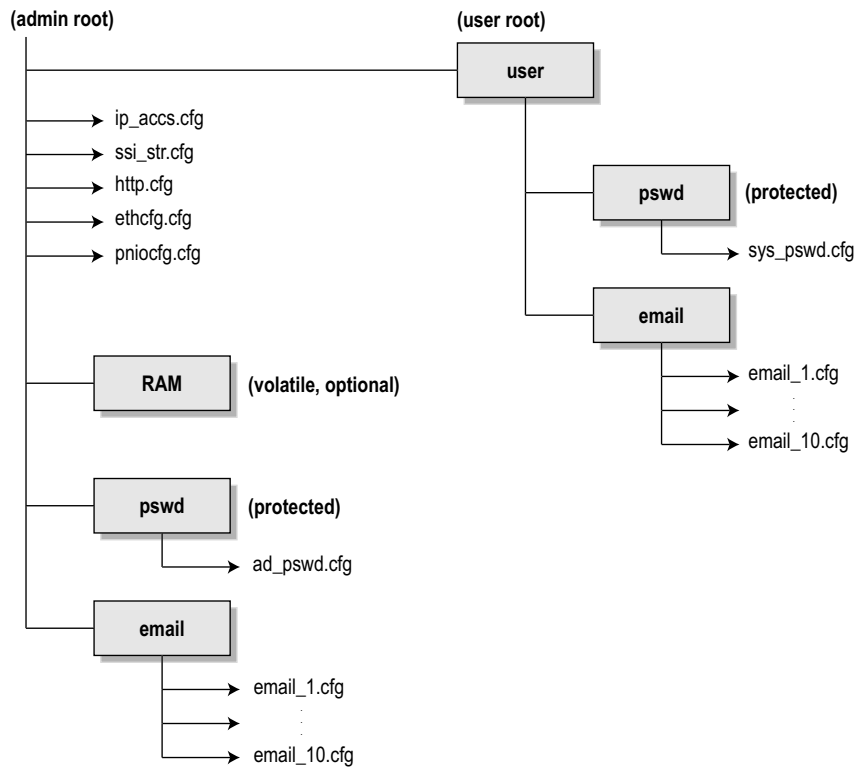 (admin root)
(user root)
user
ip_accs.cfg
ssi_str.cfg
http.cfg
ethcfg.cfg
pniocfg.cfg
pswd
(protected)
sys_pswd.cfg
email
email_1.cfg
email_10.cfg
RAM
(volatile, optional)
pswd
(protected)
ad_pswd.cfg
email
email_1.cfg
email_10.cfg